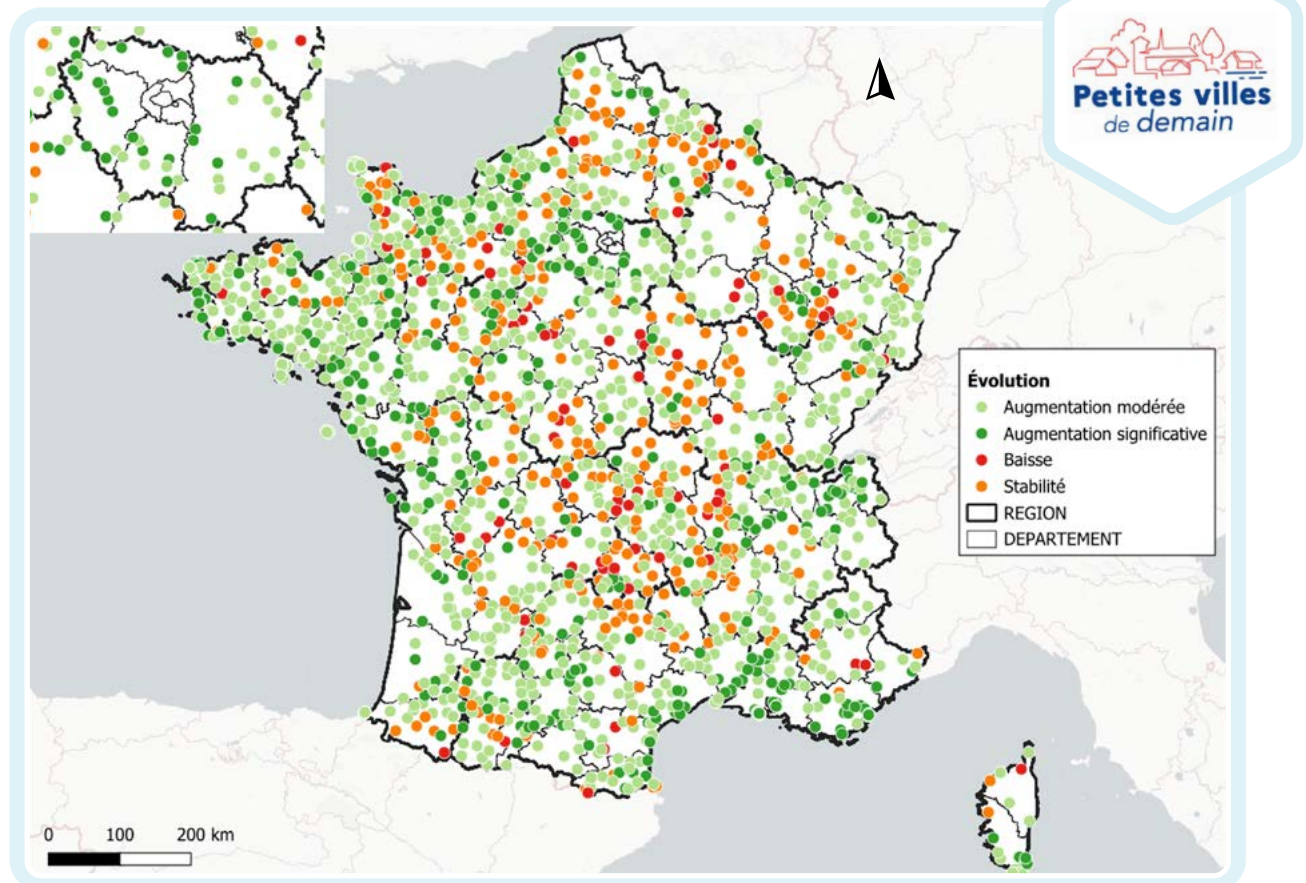 Petites villes
de demain
Évolution
Augmentation modérée
Augmentation significative
Baisse
Stabilité
REGION
DEPARTEMENT
0 100 200 km